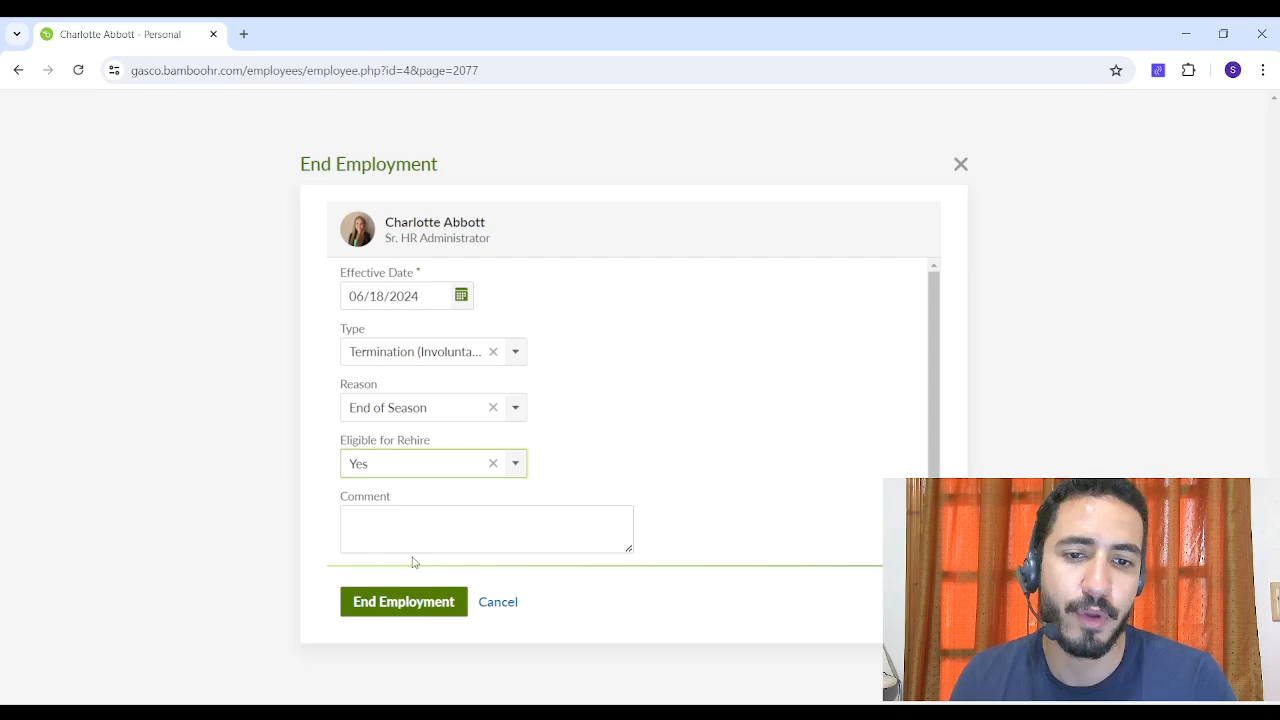 Charlotte Abbott - Personal
gasco.bamboohr.com/employees/employee.php?id=4&page=2077
S
End Employment
Charlotte Abbott
Sr. HR Administrator
Effective Date *
06/18/2024
Type
Termination (Involunta...
Reason
End of Season
Eligible for Rehire
Yes
Comment
End Employment Cancel